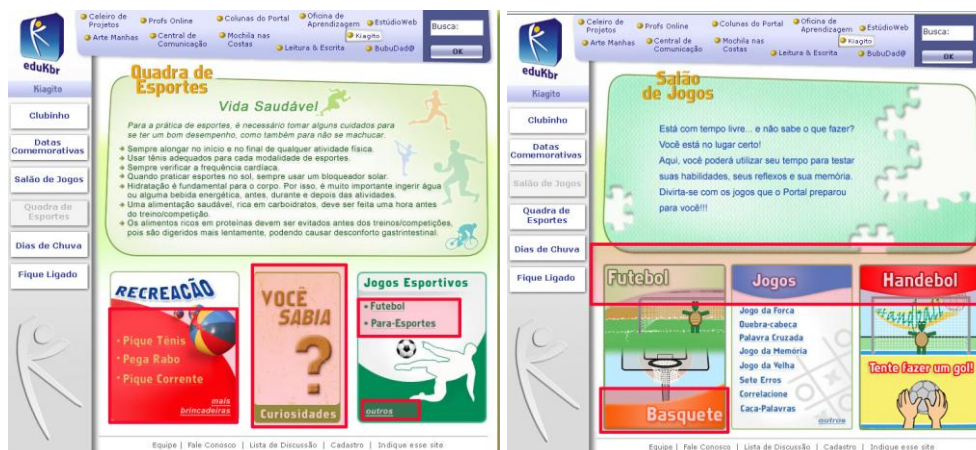 Celeiro de Projetos
Profs Online
Colunas do Portal
Oficina de Aprendizagem
EstúdioWeb
Arte Manhas
Central de Comunicação
Mochila nas Costas
Leitura & Escrita
Kiagito
BubuDad@
Busca:
OK
eduKbr
Kiagito
Clubinho
Datas
Comemorativas
Salão de Jogos
Quadra de
Esportes
Dias de Chuva
Fique Ligado
Quadra de
Esportes
Vida Saudável
Para a prática de esportes, é necessário tomar alguns cuidados para
se ter um bom desempenho, como também para não se machucar.
Sempre alongar no início e no final de qualquer atividade física.
Usar tênis adequados para cada modalidade de esportes.
Sempre verificar a frequência cardíaca.
Quando praticar esportes no sol, sempre usar um bloqueador solar.
Hidratação é fundamental para o corpo. Por isso, é muito importante ingerir água
ou alguma bebida energética, antes, durante e depois das atividades.
Uma alimentação saudável, rica em carboidratos, deve ser feita uma hora antes
do treino/competição.
Os alimentos ricos em proteínas devem ser evitados antes dos treinos/competições,
pois são digeridos mais lentamente, podendo causar desconforto gastrintestinal.
RECREAÇÃO
• Pique Tênis
• Pega Rabo
• Pique Corrente
mais
brincadeiras
VOCÊ
SABIA
?
Curiosidades
Jogos Esportivos
• Futebol
• Para-Esportes
outros
Equipe | Fale Conosco | Lista de Discussão | Cadastro | Indique esse site
Celeiro de Projetos
Profs Online
Colunas do Portal
Oficina de Aprendizagem
EstúdioWeb
Arte Manhas
Central de Comunicação
Mochila nas Costas
Leitura & Escrita
Kiagito
BubuDad@
Busca:
OK
eduKbr
Kiagito
Clubinho
Datas
Comemorativas
Salão de Jogos
Quadra de
Esportes
Dias de Chuva
Fique Ligado
Salão
de Jogos
Está com tempo livre... e não sabe o que fazer?
Você está no lugar certo!
Aqui, você poderá utilizar seu tempo para testar
suas habilidades, seus reflexos e sua memória.
Divirta-se com os jogos que o Portal preparou
para você!!!
Futebol
Basquete
Jogos
Jogo da Forca
Quebra-cabeça
Palavra Cruzada
Jogo da Memória
Jogo da Velha
Sete Erros
Correlacione
Caca-Palavras
outros
Handebol
Handball
Tente fazer um gol!
Equipe | Fale Conosco | Lista de Discussão | Cadastro | Indique esse site